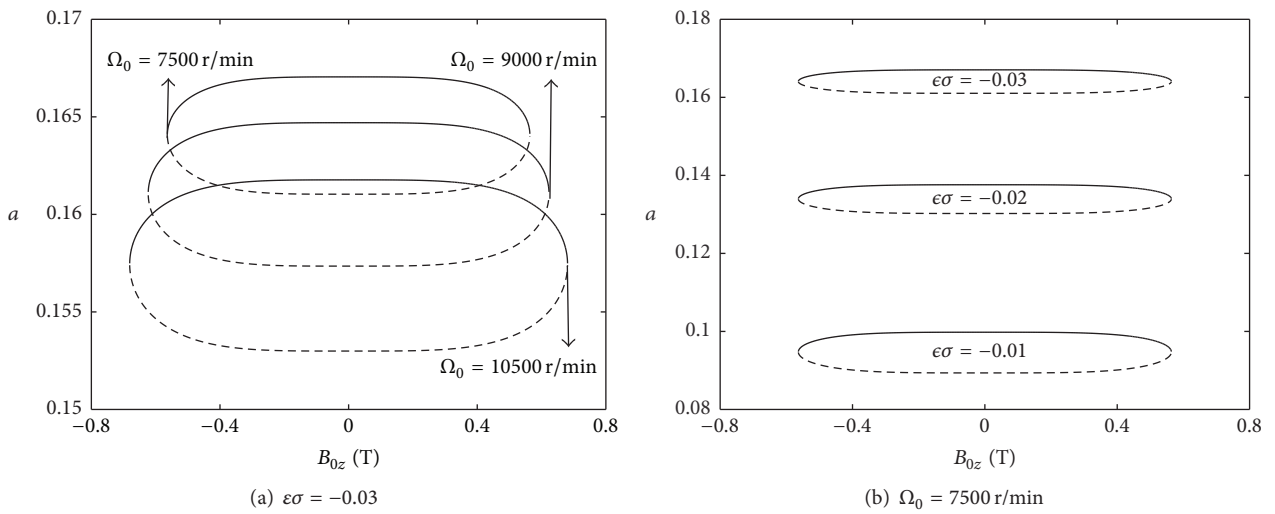 0.17
0.165
0.16
0.155
0.15
a
Ω0 = 7500 r/min
Ω0 = 9000 r/min
Ω0 = 10500 r/min
−0.8
−0.4
0
0.4
0.8
B0z (T)
(a) εσ = −0.03
0.18
0.16
0.14
0.12
0.1
0.08
a
ϵσ = −0.03
ϵσ = −0.02
ϵσ = −0.01
−0.8
−0.4
0
0.4
0.8
B0z (T)
(b) Ω0 = 7500 r/min